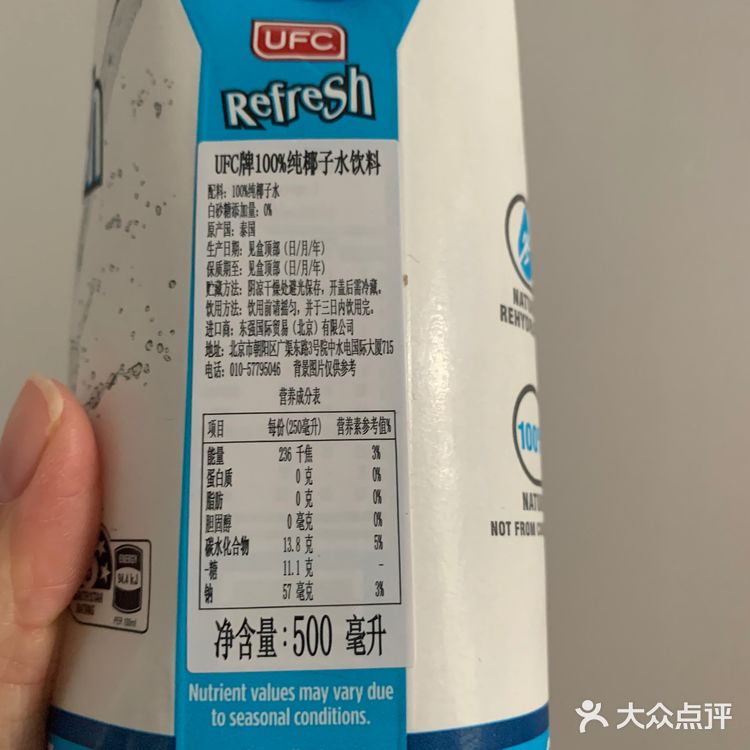 UFC
Refresh
UFC牌100%纯椰子水饮料
配料：100%纯椰子水
白砂糖添加量：0%
原产国：泰国
生产日期：见盒顶部（日/月/年）
保质期至：见盒顶部（日/月/年）
贮藏方法：阴凉干燥处避光保存，开盖后需冷藏。
饮用方法：饮用前请摇匀，并于三日内饮用完。
进口商：东强国际贸易（北京）有限公司
地址：北京市朝阳区广渠东路3号院中水电国际大厦715
电话：010-57795046 背景图片仅供参考
营养成分表
项目 每份(250毫升) 营养素参考值%
能量 236 千焦 3%
蛋白质 0 克 0%
脂肪 0 克 0%
胆固醇 0 毫克 0%
碳水化合物 13.8 克 5%
-糖 11.1 克 -
钠 57 毫克 3%
净含量：500 毫升
Nutrient values may vary due
to seasonal conditions.
ENERGY
94.4 kJ
PER 100ml
REHYD
100%
NOT FROM
大众点评